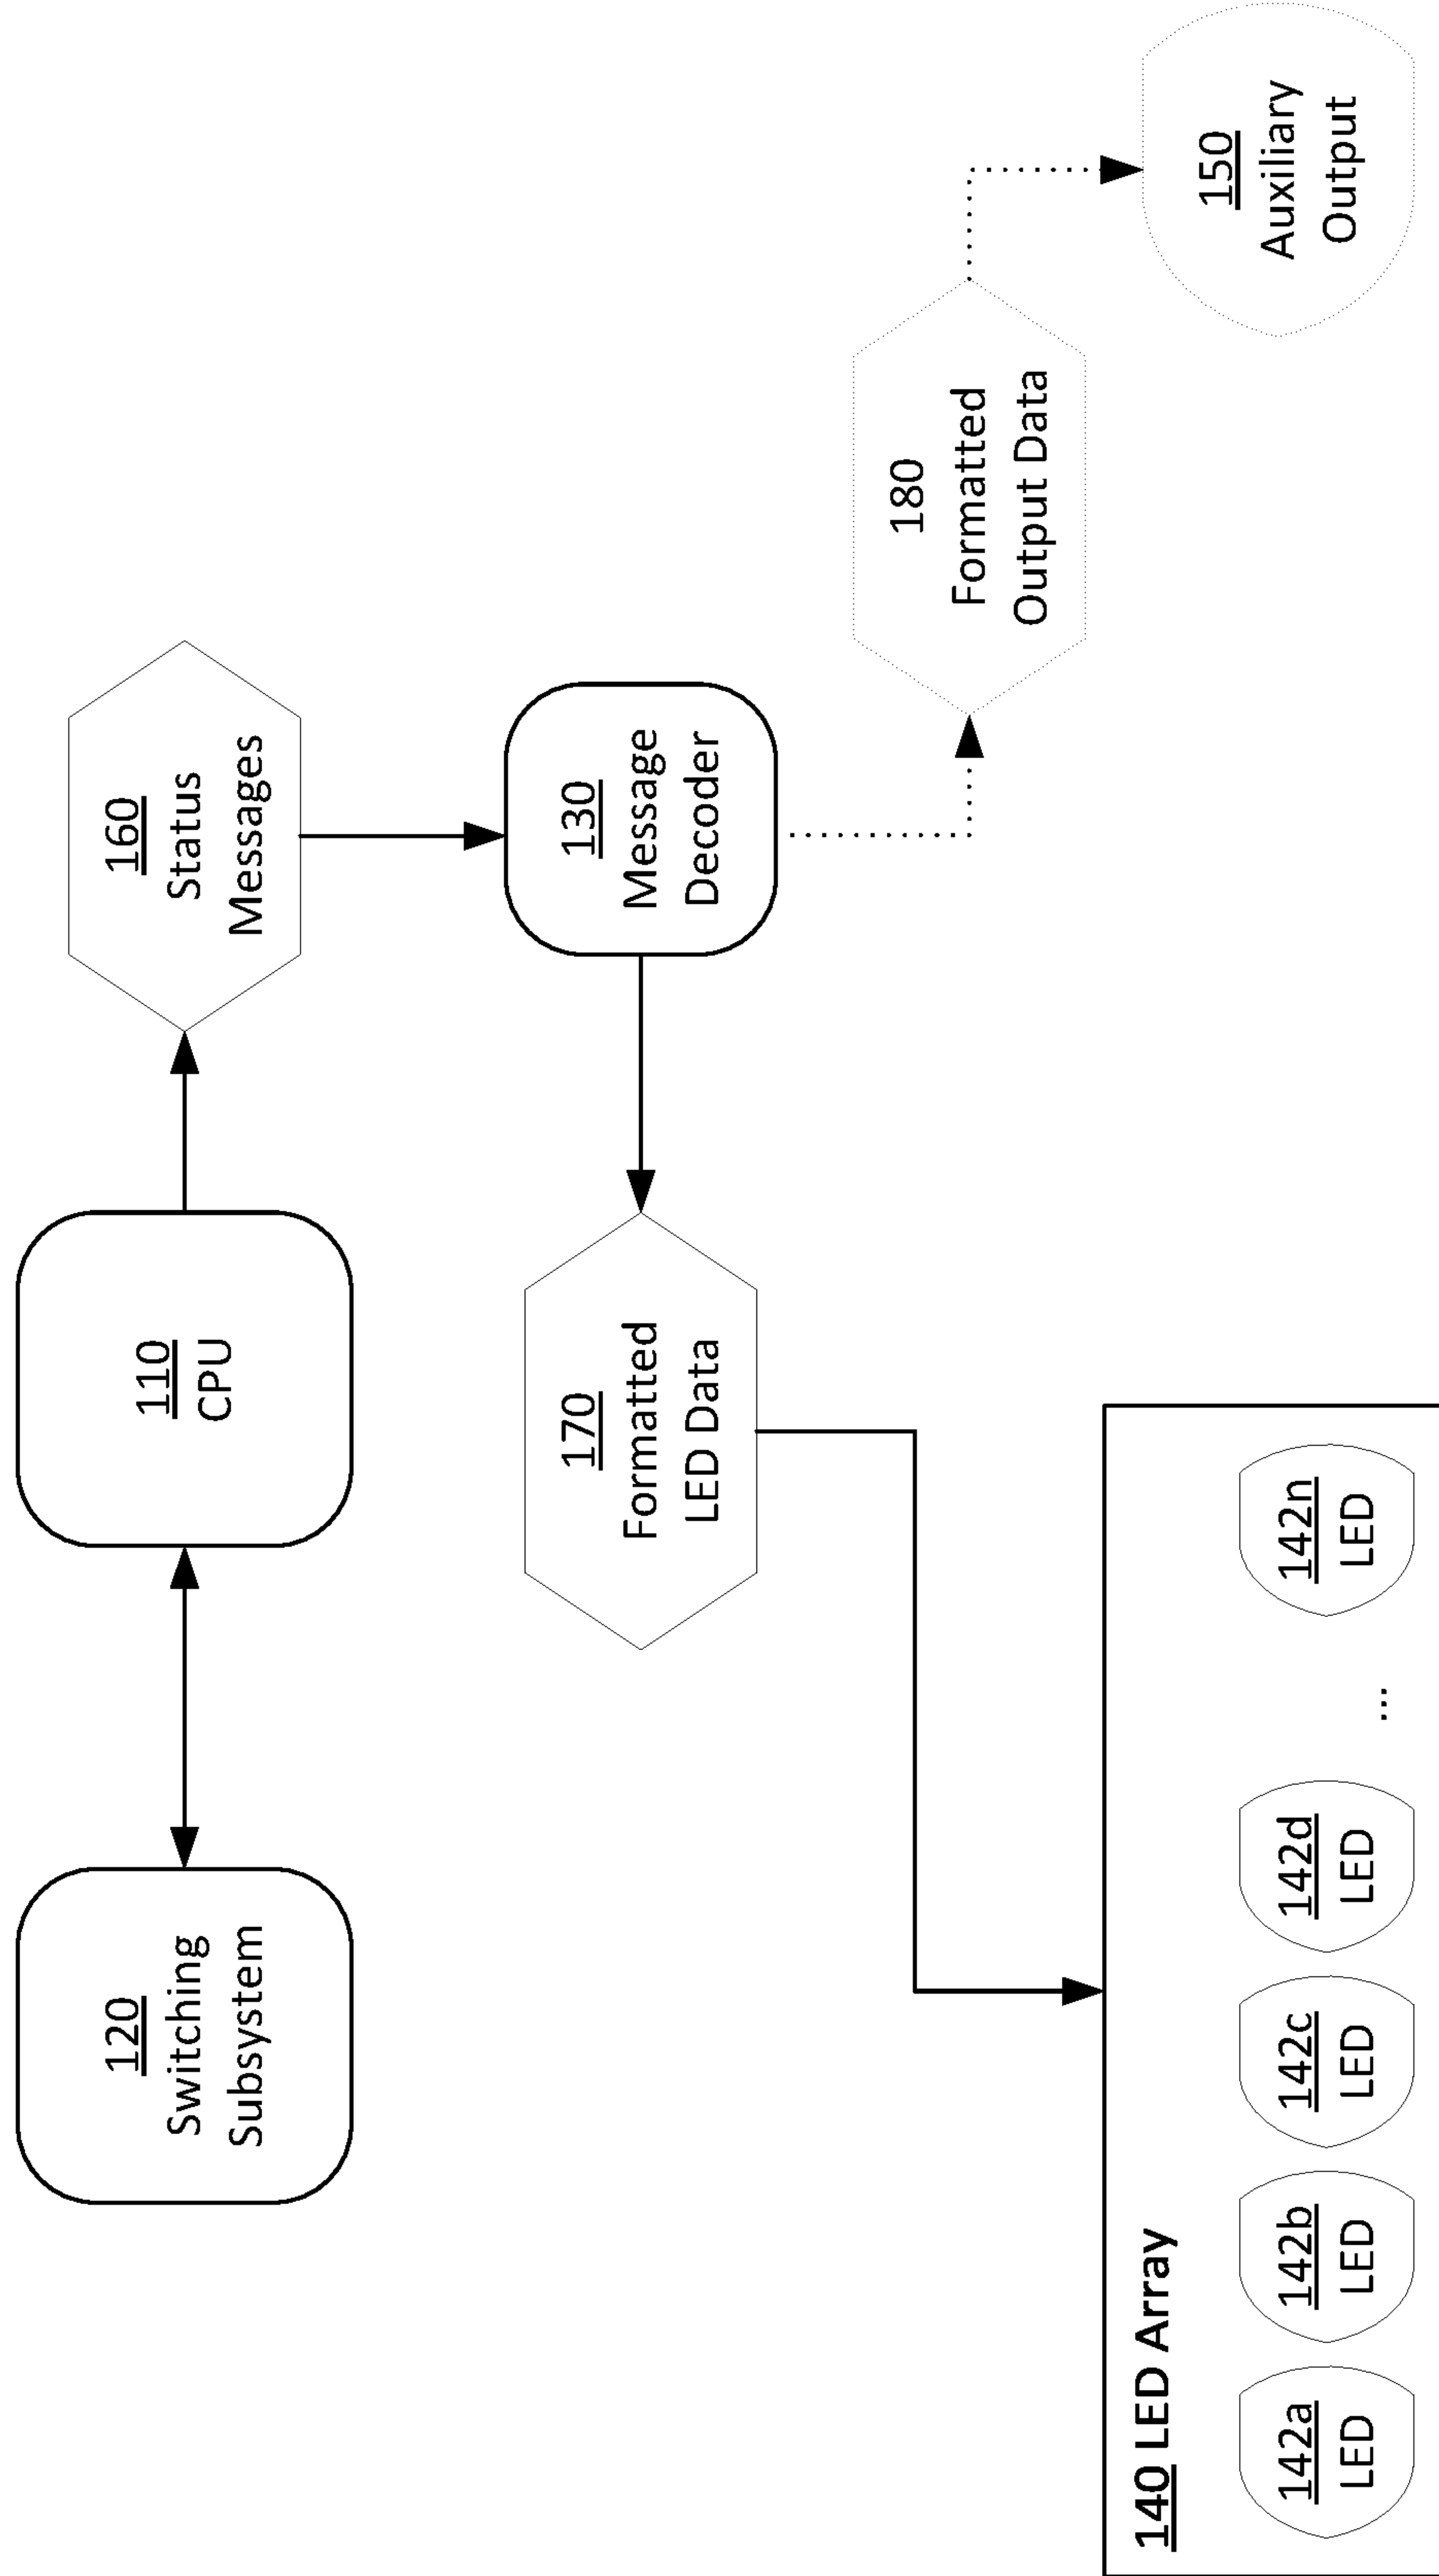 120
Switching
Subsystem
110
CPU
160
Status
Messages
170
Formatted
LED Data
130
Message
Decoder
180
Formatted
Output Data
150
Auxiliary
Output
140 LED Array
142a
LED
142b
LED
142c
LED
142d
LED
...
142n
LED